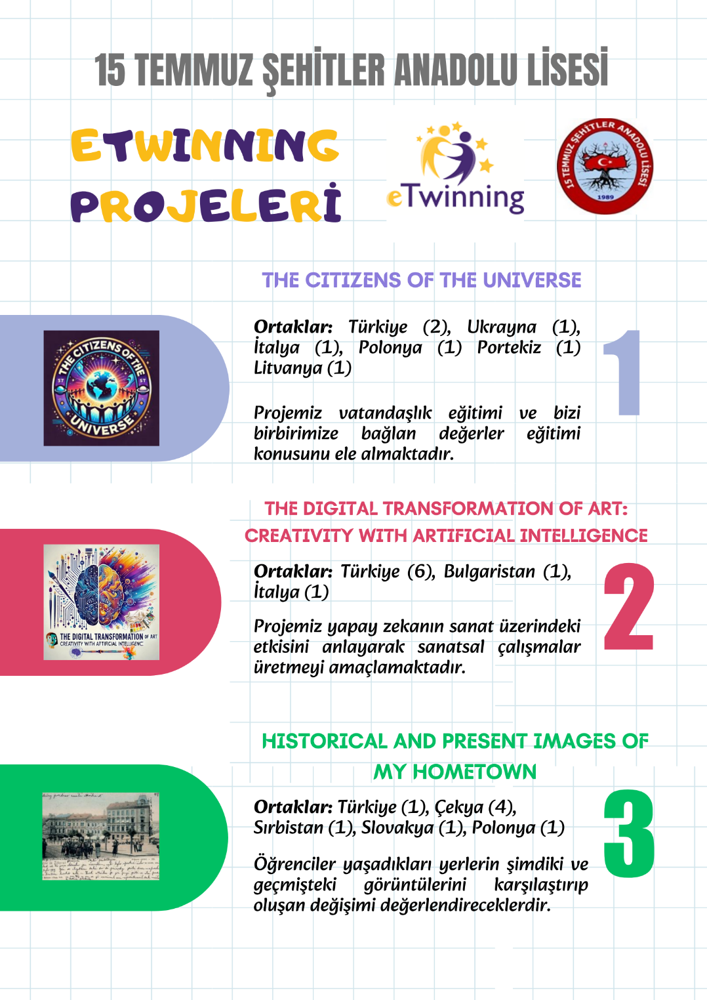 15 TEMMUZ ŞEHİTLER ANADOLU LİSESİ
ETWINNING
PROJELERİ
eTwinning
15 TEMMUZ ŞEHİTLER ANADOLU LİSESİ
1989
THE CITIZENS OF THE UNIVERSE
Ortaklar: Türkiye (2), Ukrayna (1),
İtalya (1), Polonya (1) Portekiz (1)
Litvanya (1)
1
THE CITIZENS OF THE
ST ST
UNIVERSE
Projemiz vatandaşlık eğitimi ve bizi
birbirimize bağlan değerler eğitimi
konusunu ele almaktadır.
THE DIGITAL TRANSFORMATION OF ART:
CREATIVITY WITH ARTIFICIAL INTELLIGENCE
Ortaklar: Türkiye (6), Bulgaristan (1),
İtalya (1)
2
Projemiz yapay zekanın sanat üzerindeki
etkisini anlayarak sanatsal çalışmalar
üretmeyi amaçlamaktadır.
THE DIGITAL TRANSFORMATION OF ART
CREATIVITY WITH ARTIFICIAL INTELLIGENC
HISTORICAL AND PRESENT IMAGES OF
MY HOMETOWN
Ortaklar: Türkiye (1), Çekya (4),
Sırbistan (1), Slovakya (1), Polonya (1)
3
Öğrenciler yaşadıkları yerlerin şimdiki ve
geçmişteki görüntülerini karşılaştırıp
oluşan değişimi değerlendireceklerdir.